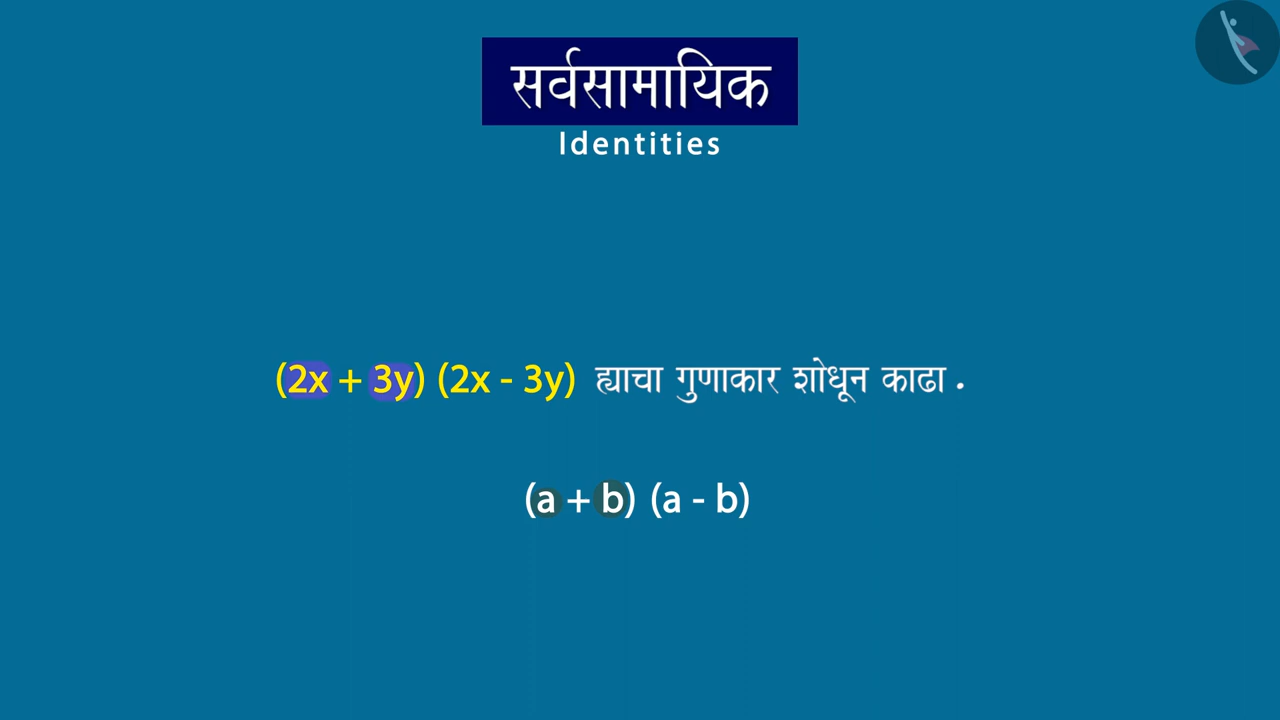 सर्वसामायिक
Identities
(2x + 3y) (2x - 3y) ह्याचा गुणाकार शोधून काढा .
(a + b) (a - b)